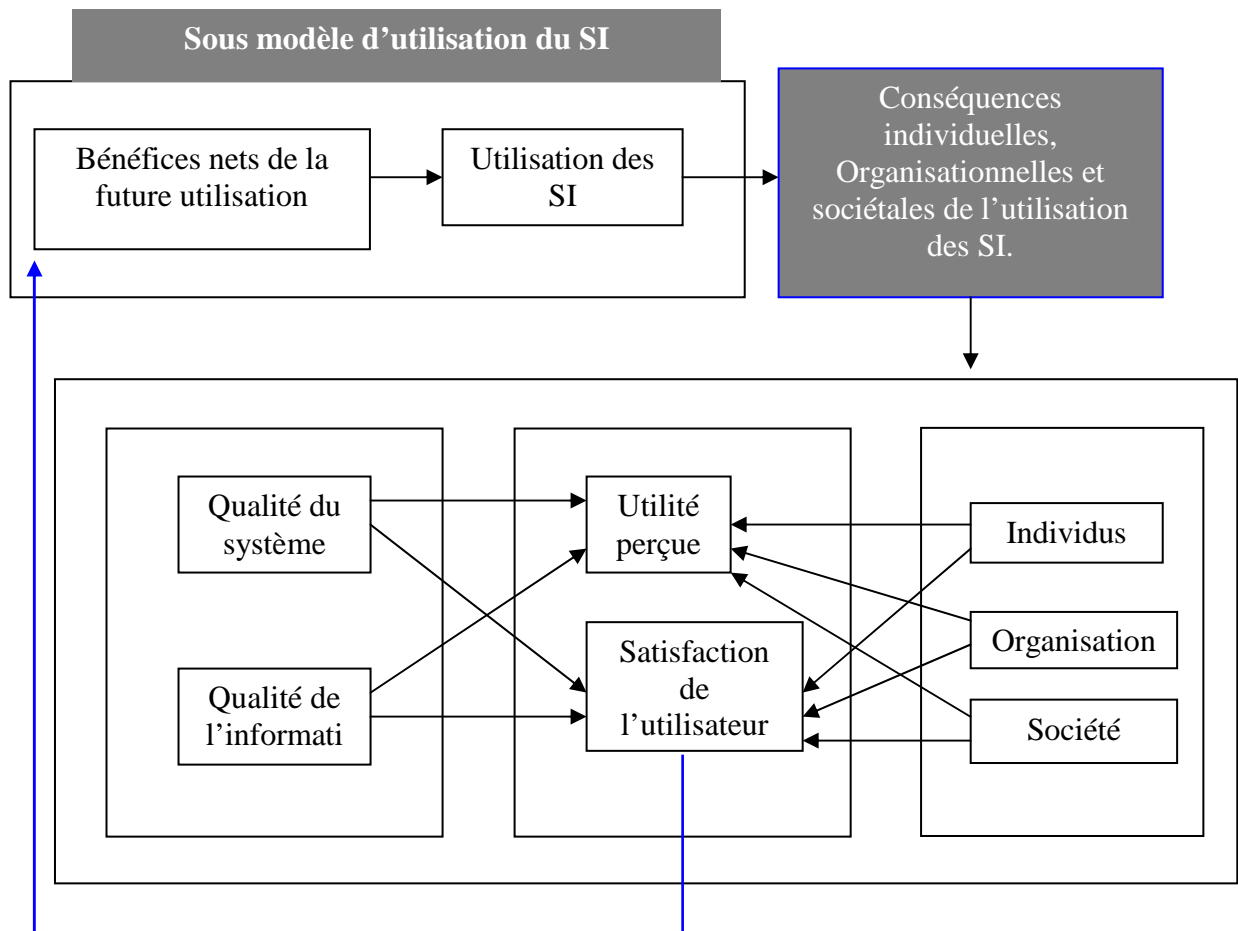 Sous modèle d’utilisation du SI
Bénéfices nets de la
future utilisation
Utilisation des
SI
Conséquences
individuelles,
Organisationnelles et
sociétales de l’utilisation
des SI.
Qualité du
système
Utilité
perçue
Individus
Organisation
Satisfaction
de
l’utilisateur
Qualité de
l’informati
Société